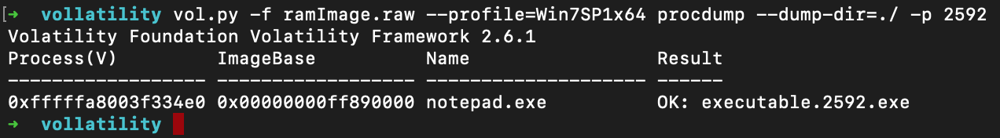 [➜  vollatility vol.py -f ramImage.raw --profile=Win7SP1x64 procdump --dump-dir=./ -p 2592
Volatility Foundation Volatility Framework 2.6.1
Process(V)         ImageBase          Name                 Result
------------------ ------------------ -------------------- ------
0xfffffa8003f334e0 0x00000000ff890000 notepad.exe          OK: executable.2592.exe
➜  vollatility